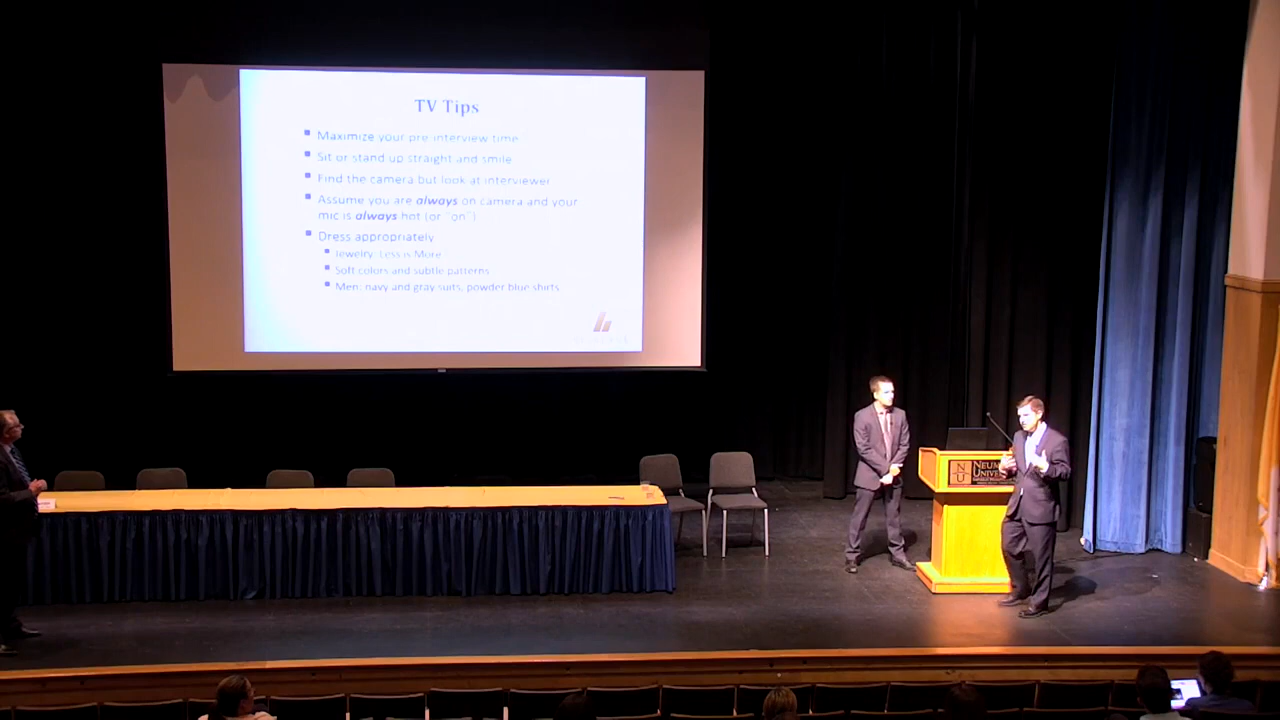 TV Tips
Maximize your pre interview time
Sit or stand up straight and smile
Find the camera but look at interviewer
Assume you are always on camera and your
mic is always hot (or "on")
Dress appropriately
Jewelry: Less is More
Soft colors and subtle patterns
Men: navy and gray suits, powder blue shirts
N
U